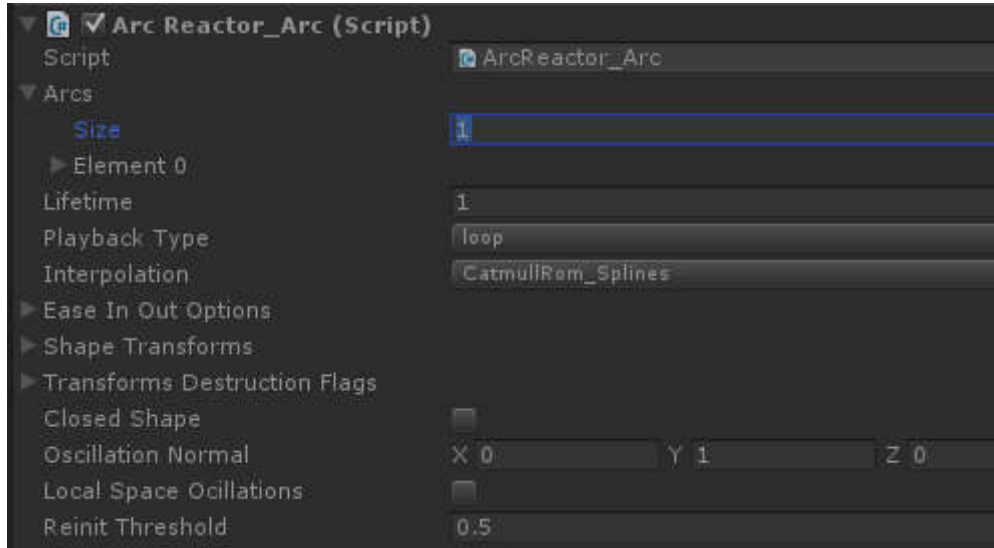 Arc Reactor_Arc (Script)
Script ArcReactor_Arc
Arcs
Size 1
Element 0
Lifetime 1
Playback Type loop
Interpolation CatmullRom_Splines
Ease In Out Options
Shape Transforms
Transforms Destruction Flags
Closed Shape
Oscillation Normal X 0 Y 1 Z 0
Local Space Ocillations
Reinit Threshold 0.5